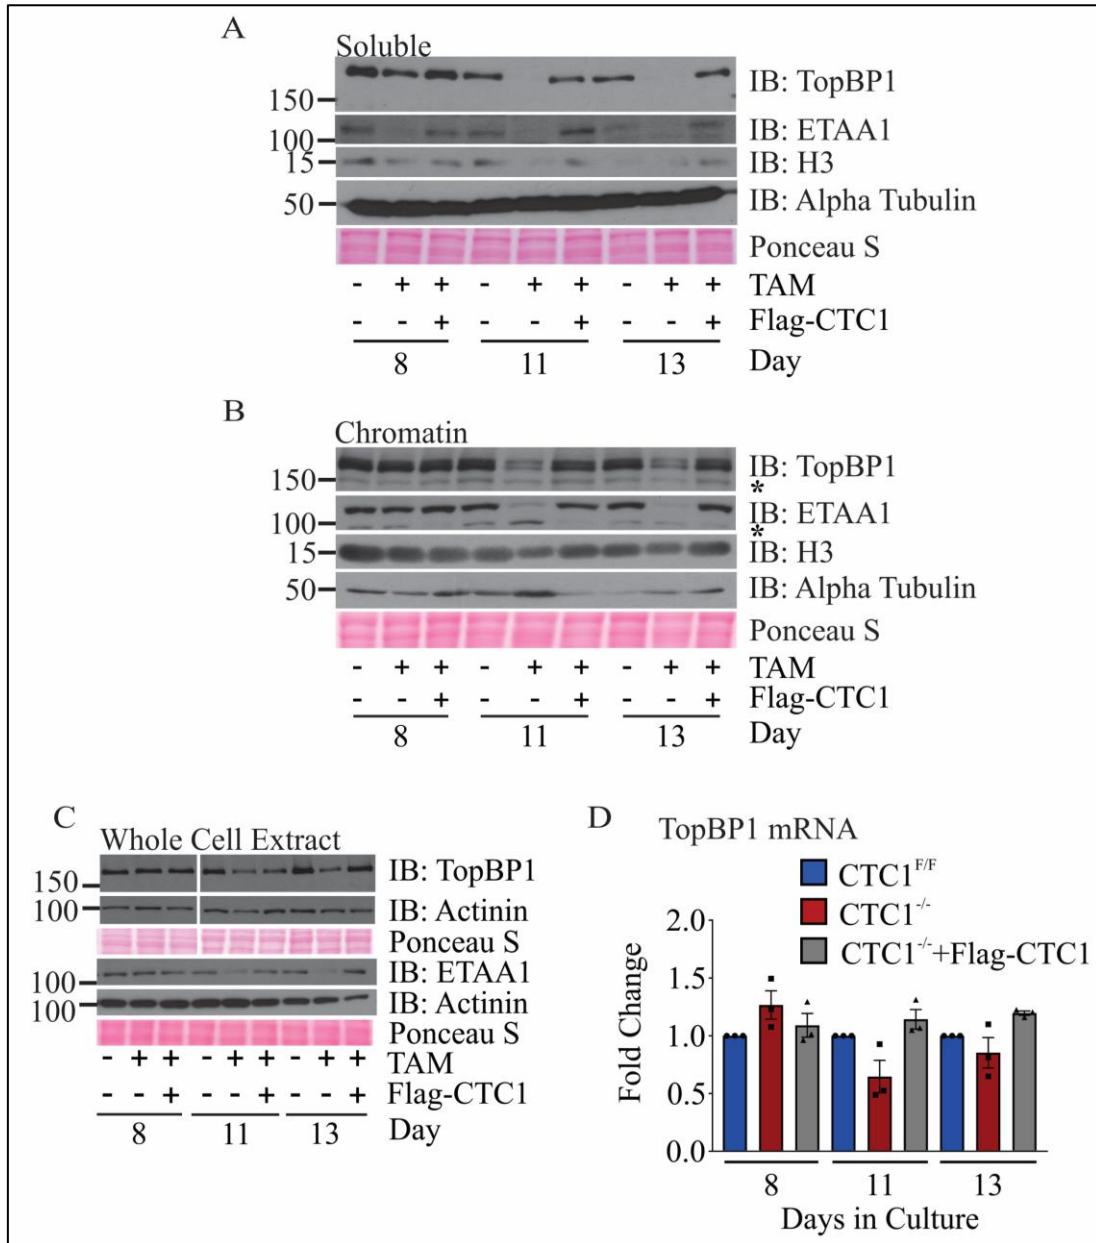 A
Soluble
IB: TopBP1
150
IB: ETAA1
100
IB: H3
15
IB: Alpha Tubulin
50
Ponceau S
- + + - + + - + + TAM
- - + - - + - - + Flag-CTC1
8 11 13 Day
B
Chromatin
IB: TopBP1
150
*
IB: ETAA1
100
*
IB: H3
15
IB: Alpha Tubulin
50
Ponceau S
- + + - + + - + + TAM
- - + - - + - - + Flag-CTC1
8 11 13 Day
C
Whole Cell Extract
IB: TopBP1
150
100
IB: Actinin
Ponceau S
IB: ETAA1
100
IB: Actinin
100
Ponceau S
- + + - + + - + + TAM
- - + - - + - - + Flag-CTC1
8 11 13 Day
D
TopBP1 mRNA
CTC1F/F
CTC1-/-
CTC1-/-+Flag-CTC1
Fold Change
2.0
1.5
1.0
0.5
0.0
8 11 13
Days in Culture